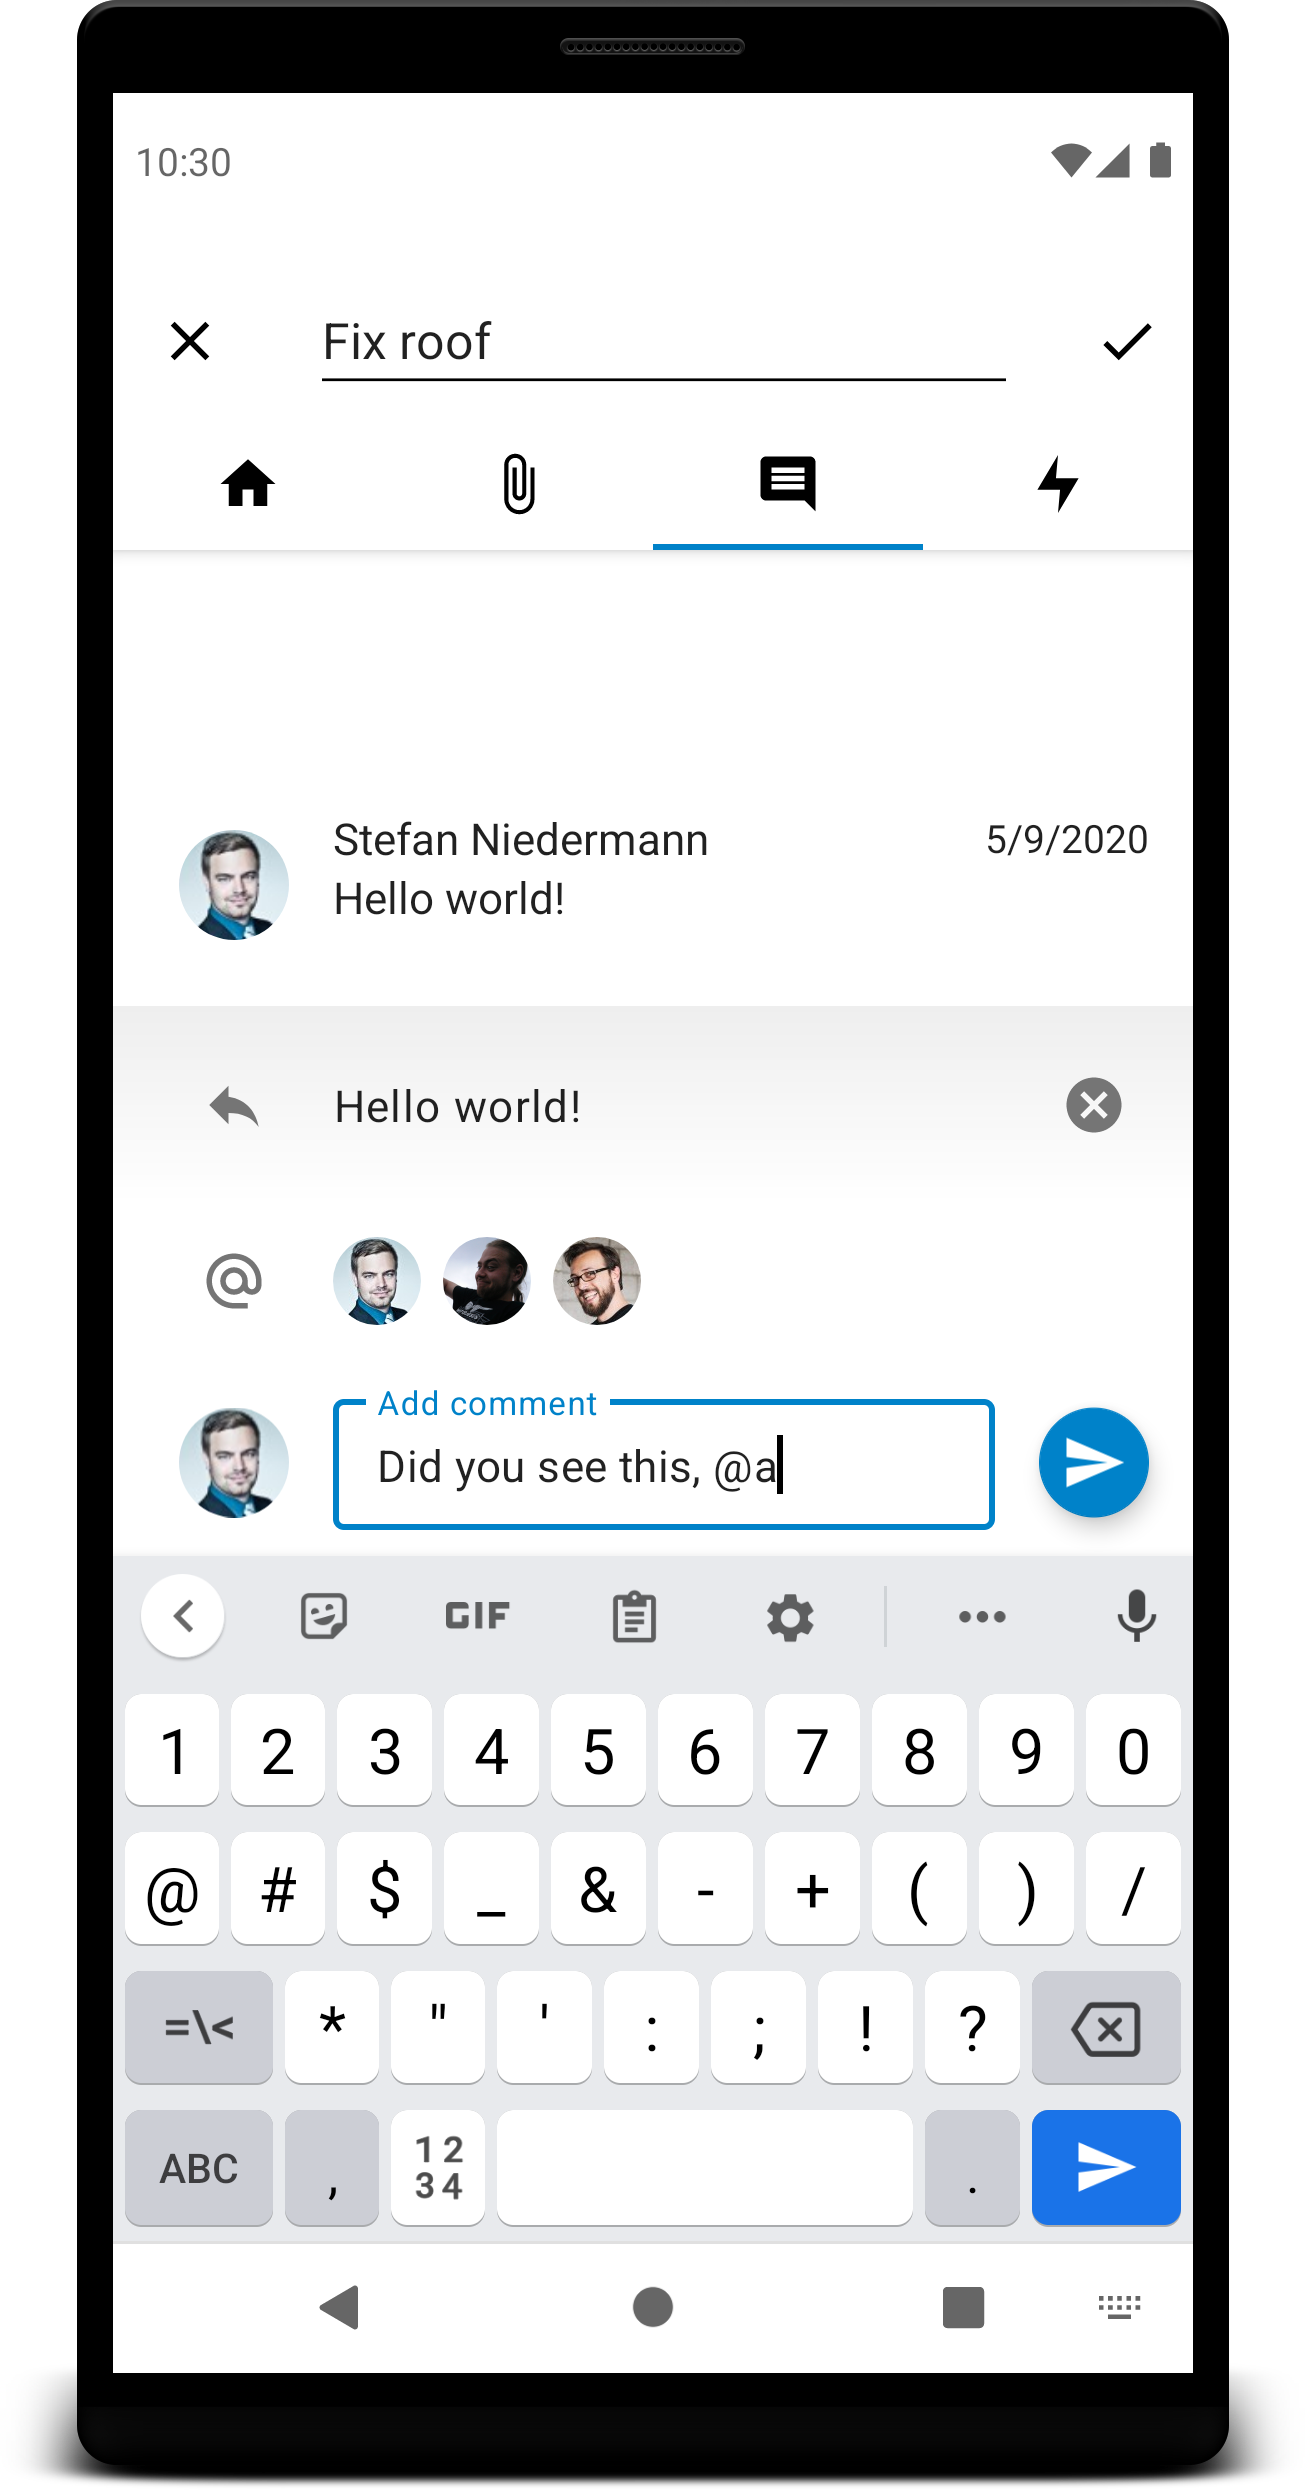 10:30
Fix roof
Stefan Niedermann 5/9/2020
Hello world!
Hello world!
@
Add comment
Did you see this, @a
GIF
1 2 3 4 5 6 7 8 9 0
@ # $ _ & - + ( ) /
=\< * " ' : ; ! ?
ABC , 12 34 .